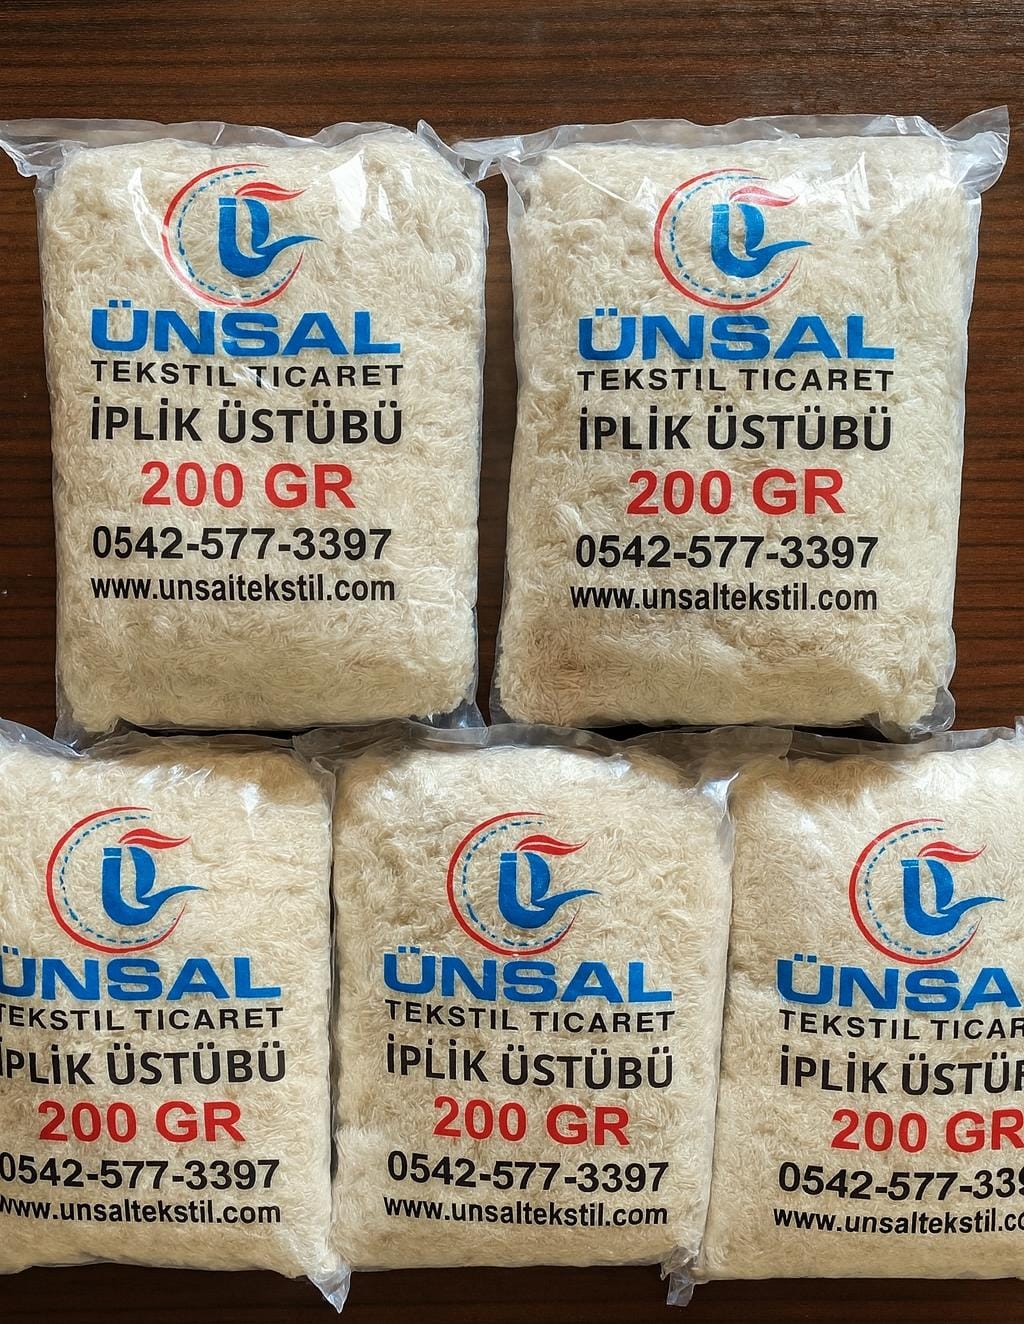 ÜNSAL
TEKSTIL TICARET
İPLİK ÜSTÜBÜ
200 GR
0542-577-3397
www.unsaitekstil.com
ÜNSAL
TEKSTIL TICARET
İPLİK ÜSTÜBÜ
200 GR
0542-577-3397
www.unsaltekstil.com
ÜNSAL
TEKSTIL TICARET
İPLİK ÜSTÜBÜ
200 GR
0542-577-3397
www.unsaltekstil.com
ÜNSAL
TEKSTIL TICARET
İPLİK ÜSTÜBÜ
200 GR
0542-577-3397
www.unsaltekstil.com
ÜNSA
TEKSTIL TICAR
İPLİK ÜSTÜ
200 GR
0542-577-339
www.unsaltekstil.co